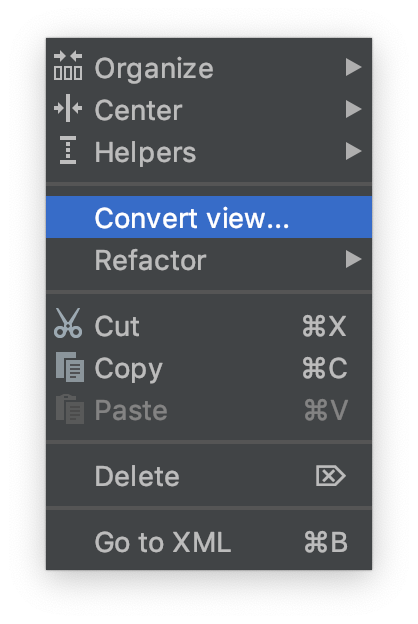 Organize
Center
Helpers
Convert view...
Refactor
Cut ⌘X
Copy ⌘C
Paste ⌘V
Delete ⌦
Go to XML ⌘B